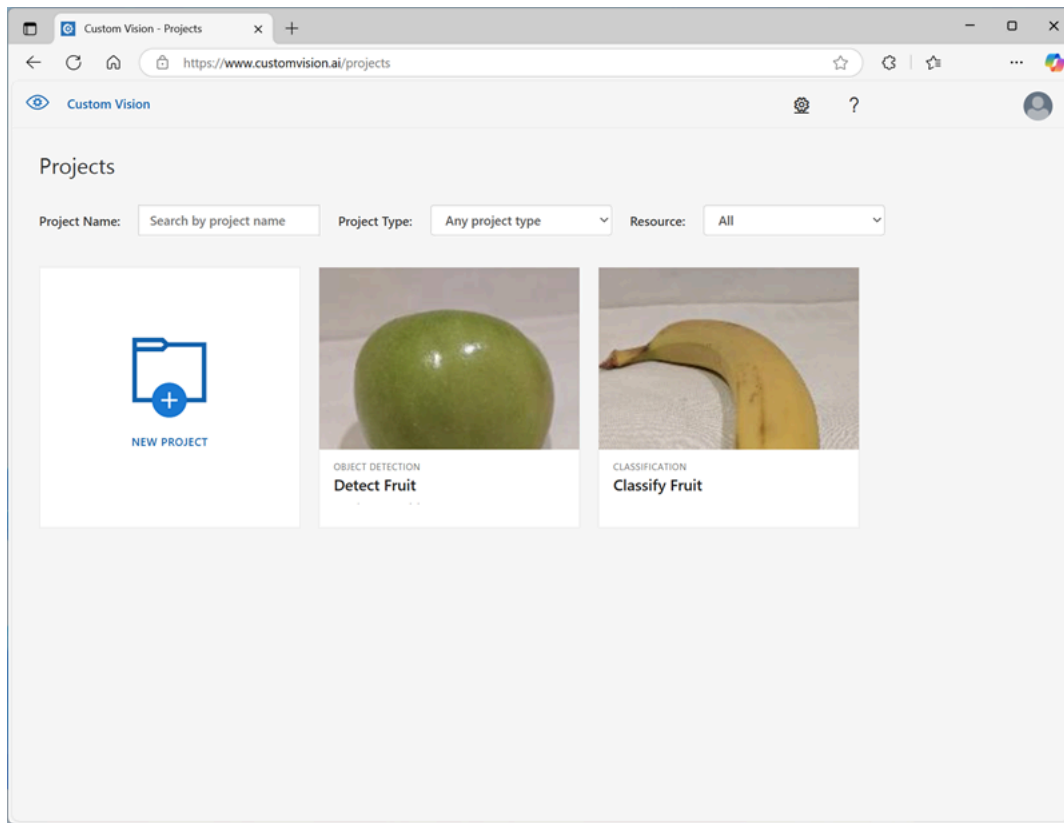 Custom Vision - Projects
https://www.customvision.ai/projects
Custom Vision
?
Projects
Project Name: Search by project name Project Type: Any project type Resource: All
NEW PROJECT
OBJECT DETECTION
Detect Fruit
CLASSIFICATION
Classify Fruit